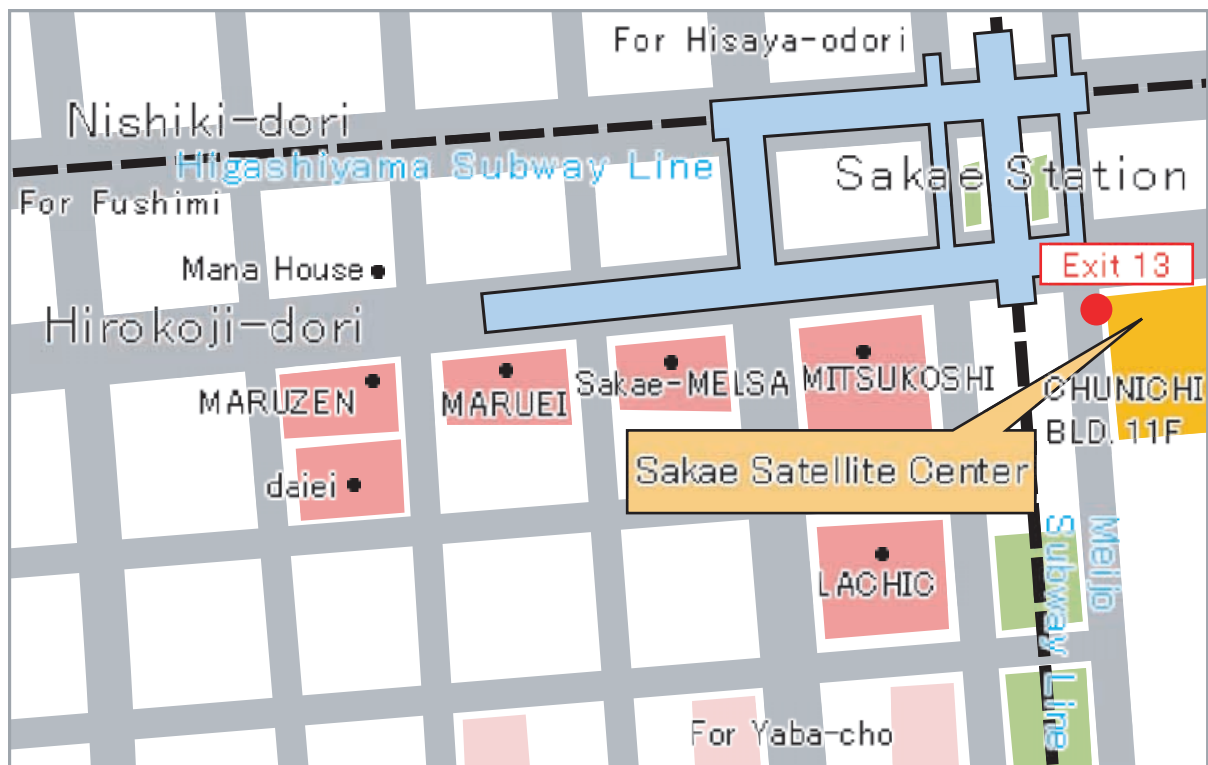 For Hisaya-odori
Nishiki-dori
Higashiyama Subway Line
Sakae Station
For Fushimi
Mana House
Exit 13
Hirokoji-dori
MARUZEN
MARUEI
Sakae-MELSA
MITSUKOSHI
CHUNICHI
BLD. 11F
Sakae Satellite Center
daiei
LACHIC
Meijo
Subway Line
For Yaba-cho